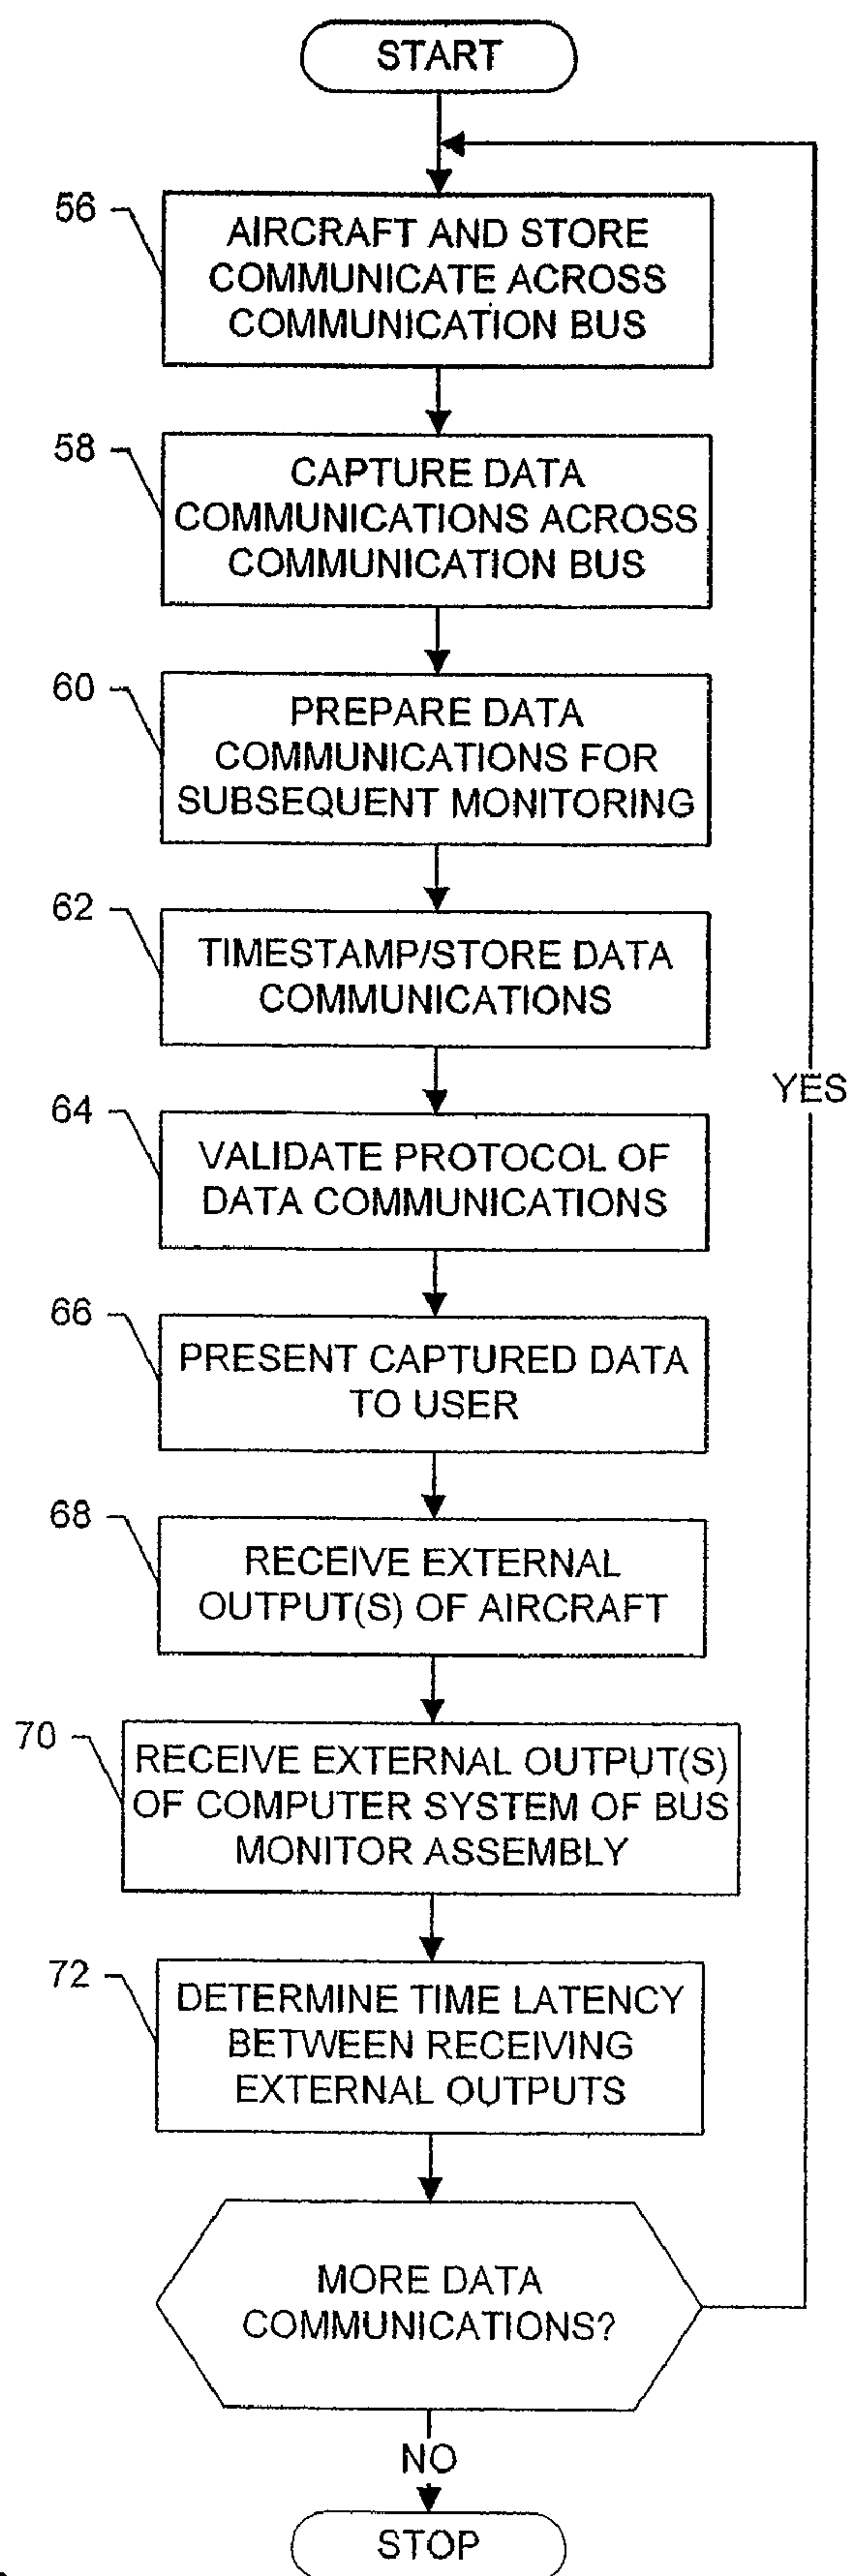 START
56
AIRCRAFT AND STORE
COMMUNICATE ACROSS
COMMUNICATION BUS
58
CAPTURE DATA
COMMUNICATIONS ACROSS
COMMUNICATION BUS
60
PREPARE DATA
COMMUNICATIONS FOR
SUBSEQUENT MONITORING
62
TIMESTAMP/STORE DATA
COMMUNICATIONS
YES
64
VALIDATE PROTOCOL OF
DATA COMMUNICATIONS
66
PRESENT CAPTURED DATA
TO USER
68
RECEIVE EXTERNAL
OUTPUT(S) OF AIRCRAFT
70
RECEIVE EXTERNAL OUTPUT(S)
OF COMPUTER SYSTEM OF BUS
MONITOR ASSEMBLY
72
DETERMINE TIME LATENCY
BETWEEN RECEIVING
EXTERNAL OUTPUTS
MORE DATA
COMMUNICATIONS?
NO
STOP